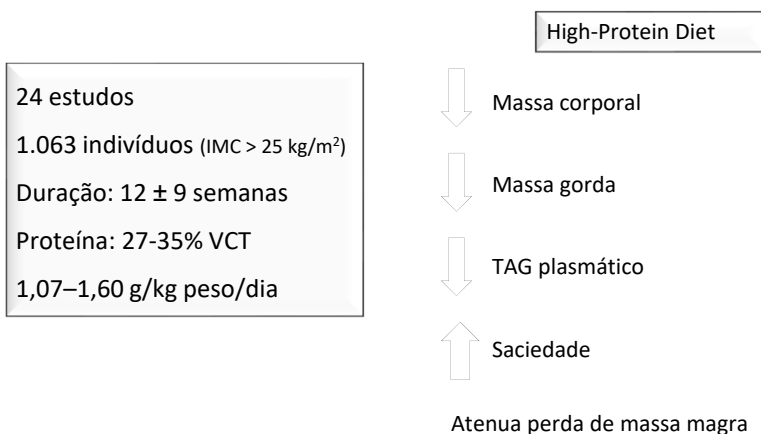 High-Protein Diet
24 estudos
1.063 indivíduos (IMC > 25 kg/m²)
Duração: 12 ± 9 semanas
Proteína: 27-35% VCT
1,07–1,60 g/kg peso/dia
Massa corporal
Massa gorda
TAG plasmático
Saciedade
Atenua perda de massa magra